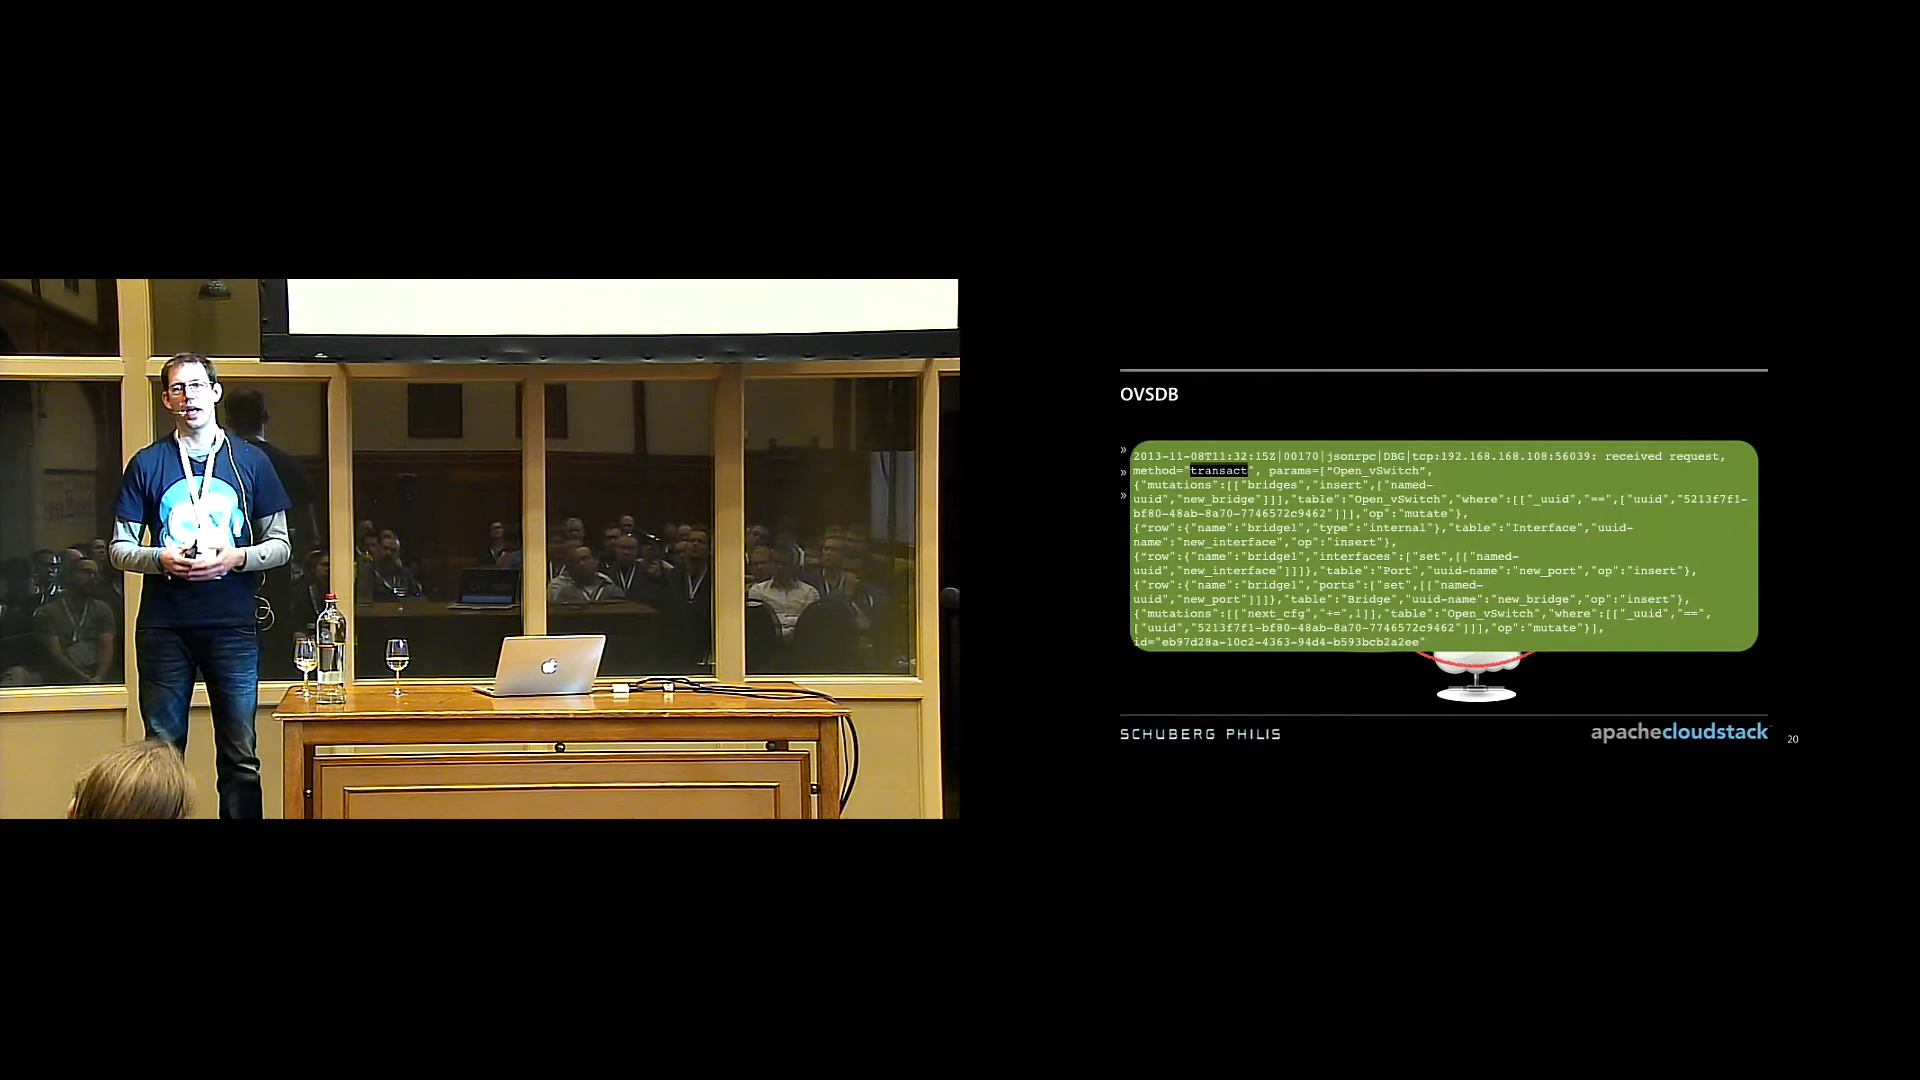 OVSDB
»
»
»
2013-11-08T11:32:15Z|00170|jsonrpc|DBG|tcp:192.168.168.108:56039: received request,
method="transact", params=[“Open_vSwitch”,
{"mutations":[["bridges","insert",["named-
uuid","new_bridge"]]],"table":"Open_vSwitch","where":[["_uuid","==",["uuid","5213f7f1-
bf80-48ab-8a70-7746572c9462"]]],"op":"mutate"},
{“row":{"name":"bridge1","type":"internal"},"table":"Interface","uuid-
name":"new_interface","op":"insert"},
{“row":{"name":"bridge1","interfaces":["set",[["named-
uuid","new_interface"]]]},"table":"Port","uuid-name":"new_port","op":"insert"},
{"row":{"name":"bridge1","ports":["set",[["named-
uuid","new_port"]]]},"table":"Bridge","uuid-name":"new_bridge","op":"insert"},
{"mutations":[["next_cfg","+=",1]],"table":"Open_vSwitch","where":[["_uuid","==",
["uuid","5213f7f1-bf80-48ab-8a70-7746572c9462"]]],"op":"mutate"}],
id="eb97d28a-10c2-4363-94d4-b593bcb2a2ee"
SCHUBERG PHILIS
apachecloudstack
20